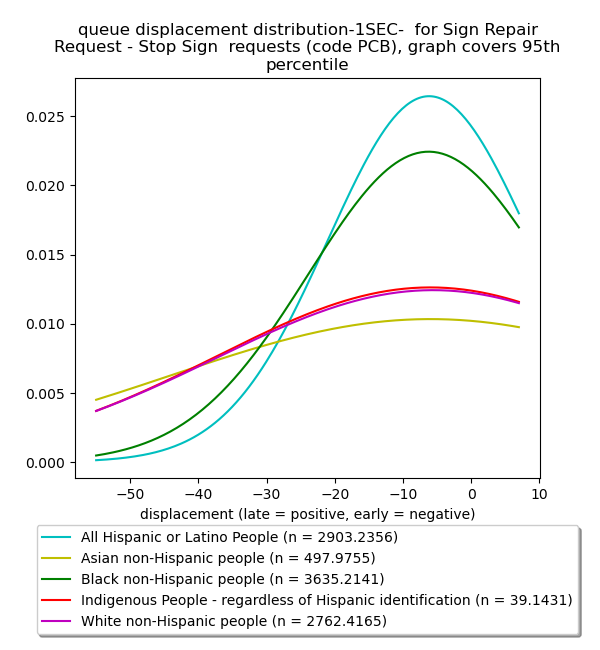 queue displacement distribution-1SEC-  for Sign Repair
Request - Stop Sign  requests (code PCB), graph covers 95th
percentile
0.025
0.020
0.015
0.010
0.005
0.000
−50 −40 −30 −20 −10 0 10
displacement (late = positive, early = negative)
All Hispanic or Latino People (n = 2903.2356)
Asian non-Hispanic people (n = 497.9755)
Black non-Hispanic people (n = 3635.2141)
Indigenous People - regardless of Hispanic identification (n = 39.1431)
White non-Hispanic people (n = 2762.4165)